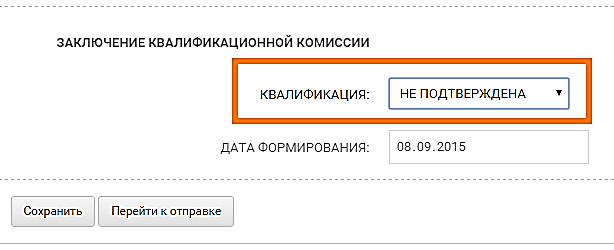 ЗАКЛЮЧЕНИЕ КВАЛИФИКАЦИОННОЙ КОМИССИИ
КВАЛИФИКАЦИЯ: НЕ ПОДТВЕРЖДЕНА
ДАТА ФОРМИРОВАНИЯ: 08.09.2015
Сохранить Перейти к отправке